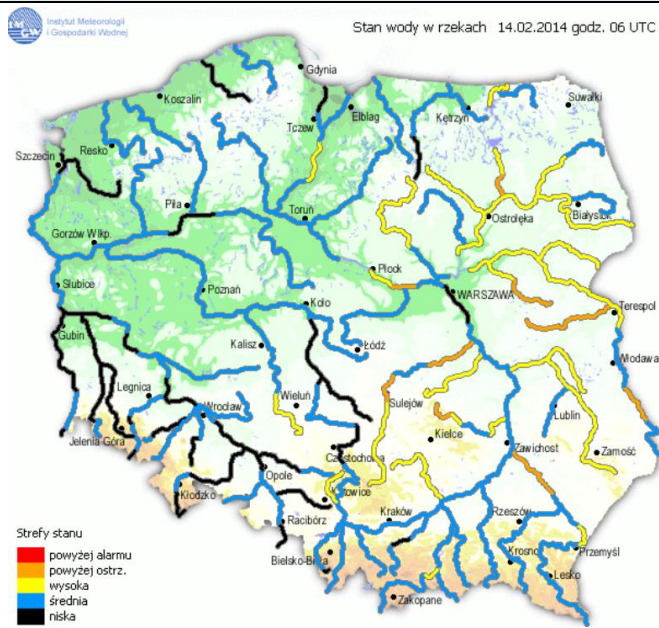 IMGW
Instytut Meteorologii
i Gospodarki Wodnej
Stan wody w rzekach 14.02.2014 godz. 06 UTC
Gdynia
Koszalin
Suwałki
Elbląg
Kętrzyn
Tczew
Resko
Szczecin
Piła
Toruń
Ostrołęka
Białystok
Gorzów Wlkp.
Płock
Słubice
Poznań
WARSZAWA
Koło
Terespol
Gubin
Kalisz
Łódź
Włodawa
Legnica
Wieluń
Sulejów
Wrocław
Lublin
Jelenia Góra
Kielce
Zawichost
Zamość
Częstochowa
Opole
Kłodzko
Katowice
Racibórz
Kraków
Rzeszów
Bielsko-Biała
Krosno
Przemyśl
Lesko
Zakopane
Strefy stanu
powyżej alarmu
powyżej ostrz.
wysoka
średnia
niska